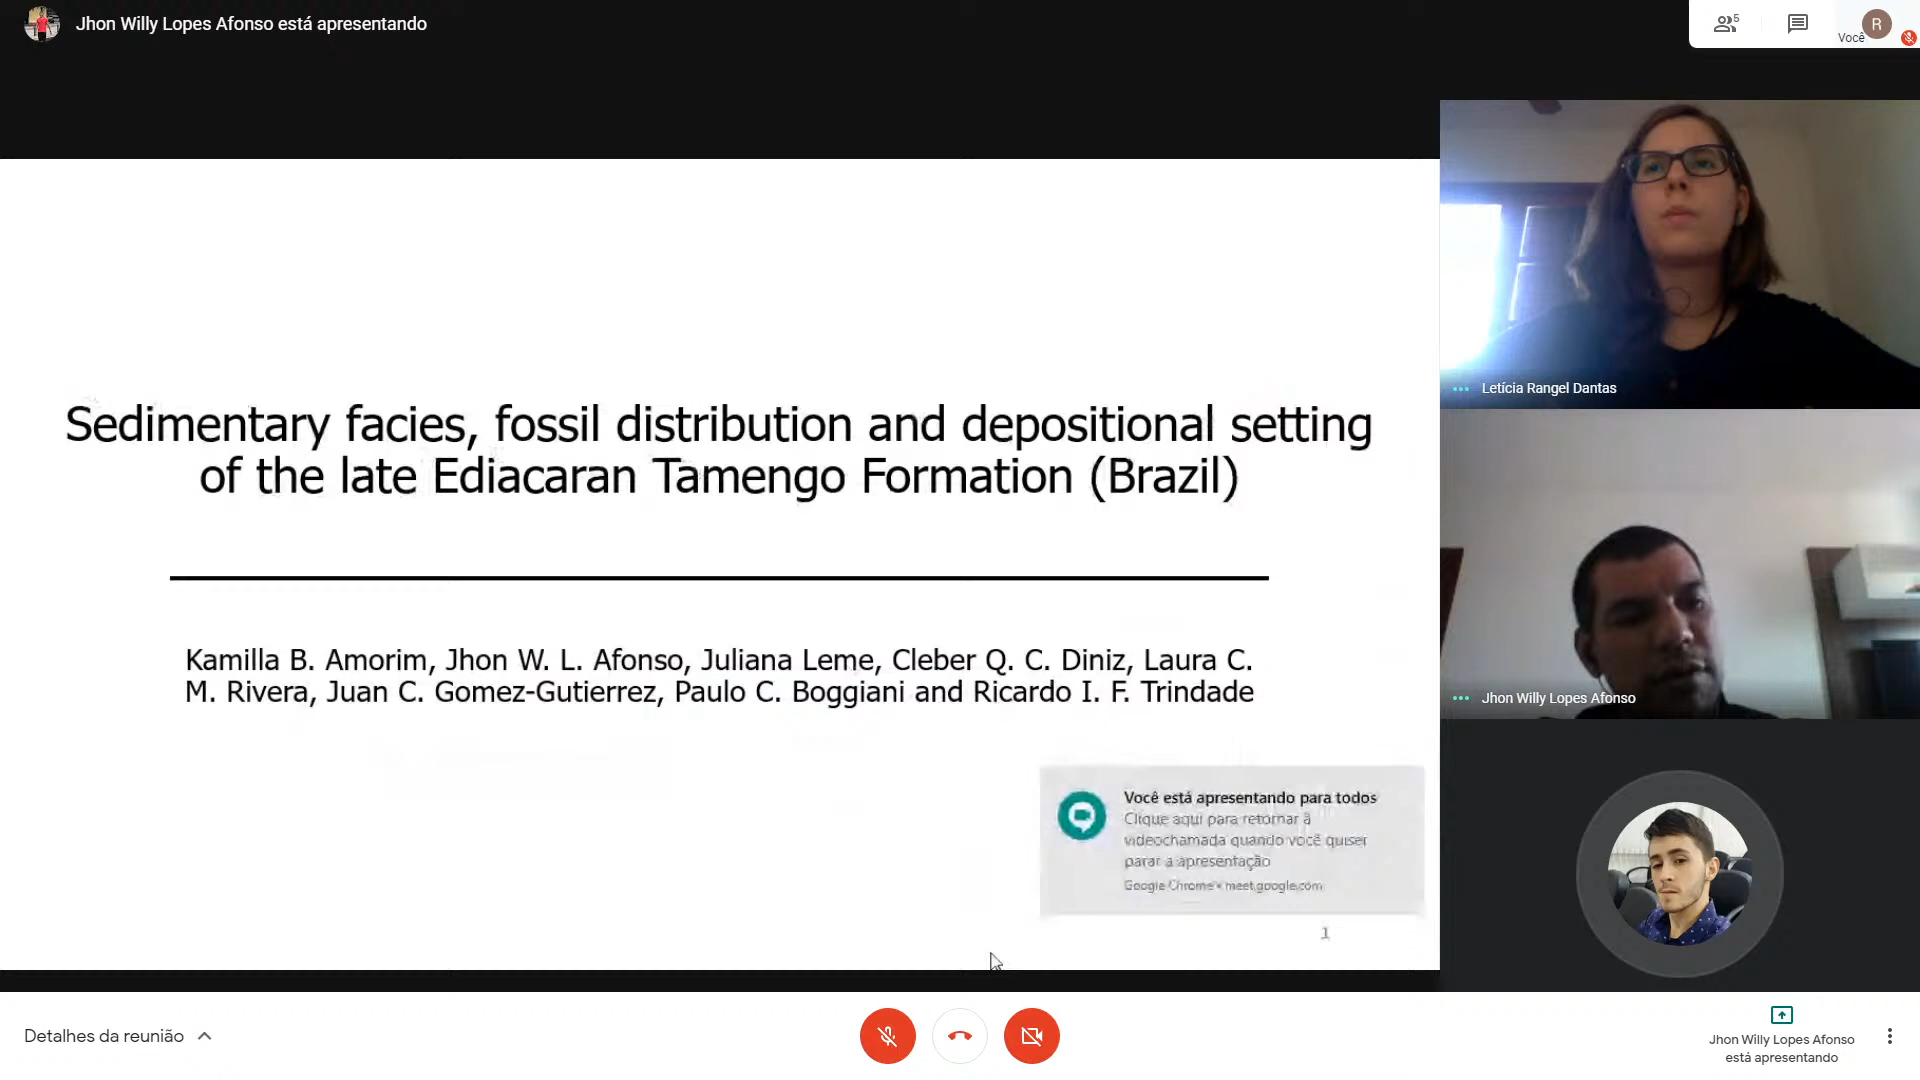 Jhon Willy Lopes Afonso está apresentando
5
Você
R
Sedimentary facies, fossil distribution and depositional setting
of the late Ediacaran Tamengo Formation (Brazil)
Kamilla B. Amorim, Jhon W. L. Afonso, Juliana Leme, Cleber Q. C. Diniz, Laura C.
M. Rivera, Juan C. Gomez-Gutierrez, Paulo C. Boggiani and Ricardo I. F. Trindade
Você está apresentando para todos
Clique aqui para retornar à
videochamada quando você quiser
parar a apresentação
Google Chrome • meet.google.com
1
Letícia Rangel Dantas
Jhon Willy Lopes Afonso
Detalhes da reunião
Jhon Willy Lopes Afonso
está apresentando